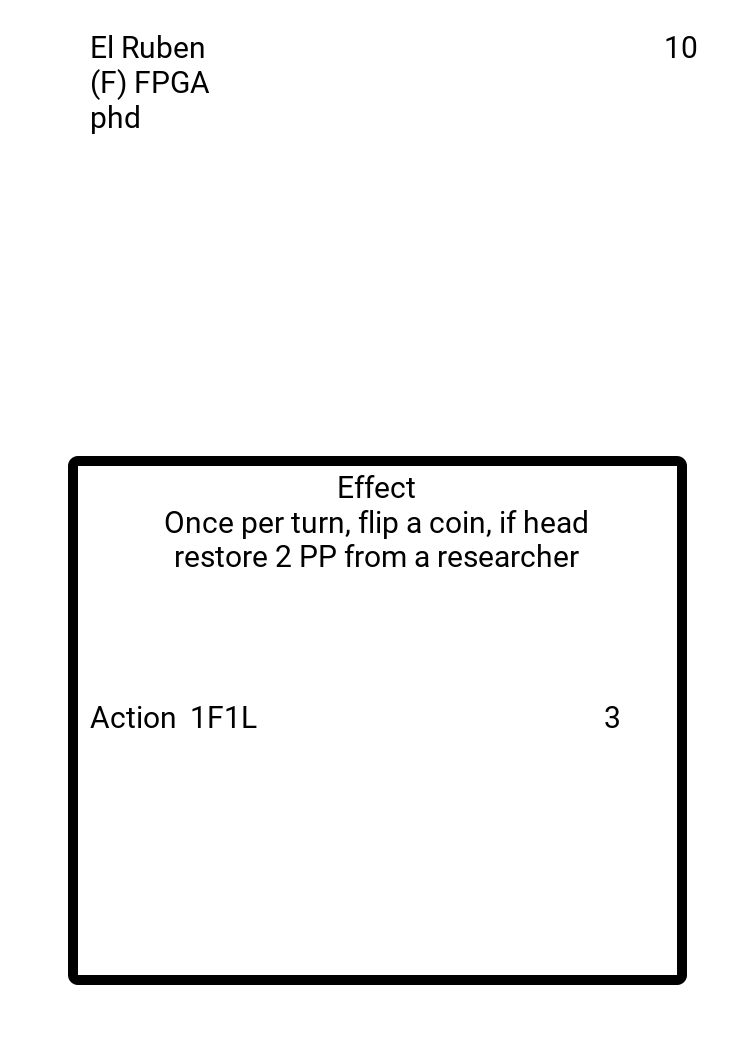 El Ruben 10
(F) FPGA
phd
Effect
Once per turn, flip a coin, if head
restore 2 PP from a researcher
Action 1F1L 3